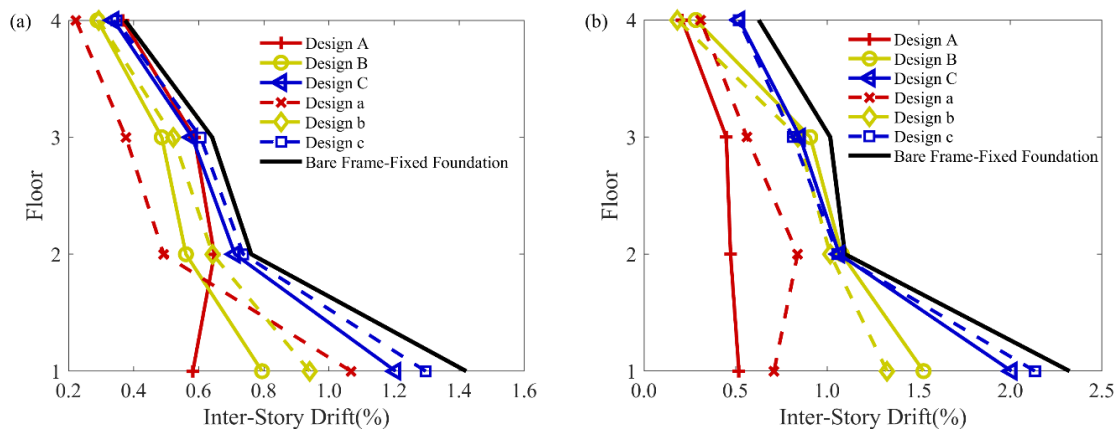 (a)
4
3
2
1
Floor
Design A
Design B
Design C
Design a
Design b
Design c
Bare Frame-Fixed Foundation
0.2 0.4 0.6 0.8 1.0 1.2 1.4 1.6
Inter-Story Drift(%)
(b)
4
3
2
1
Floor
Design A
Design B
Design C
Design a
Design b
Design c
Bare Frame-Fixed Foundation
0.0 0.5 1.0 1.5 2.0 2.5
Inter-Story Drift(%)